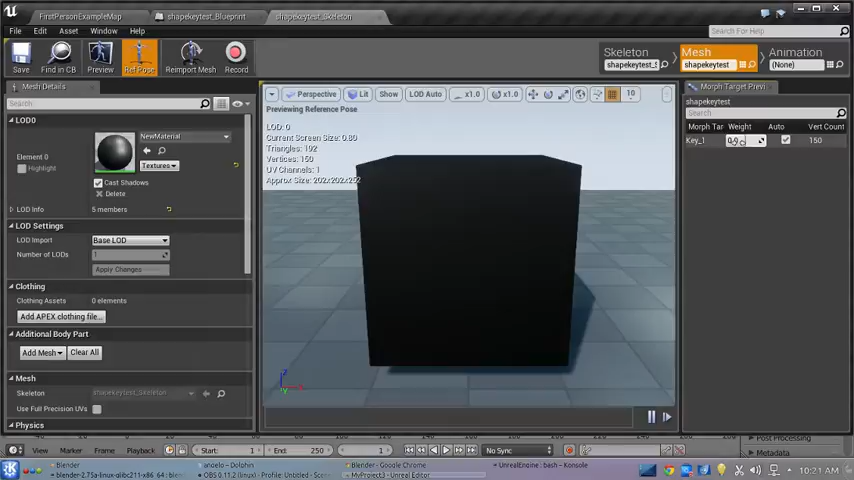 FirstPersonExampleMap
shapekeytest_Blueprint
shapekeytest_Skeleton
File Edit Asset Window Help
Search For Help
Save
Find in CB
Preview
Ref Pose
Reimport Mesh
Record
Skeleton
shapekeytest_S
Mesh
shapekeytest
Animation
(None)
Mesh Details
Search
LOD0
Element 0
Highlight
NewMaterial
Textures
Cast Shadows
Delete
LOD Info 5 members
LOD Settings
LOD Import Base LOD
Number of LODs 1
Apply Changes
Clothing
Clothing Assets 0 elements
Add APEX clothing file...
Additional Body Part
Add Mesh Clear All
Mesh
Skeleton shapekeytest_Skeleton
Use Full Precision UVs
Physics
Perspective Lit Show LOD Auto x1.0 x1.0 10
Previewing Reference Pose
LOD: 0
Current Screen Size: 0.80
Triangles: 192
Vertices: 150
UV Channels: 1
Approx Size: 202x202x252
Morph Target Previ
shapekeytest
Search
Morph Tar Weight Auto Vert Count
Key_1 0.0 150
View Marker Frame Playback Start: 1 End: 250 No Sync
Post Processing
Metadata
Blender
angelo – Dolphin
Blender - Google Chrome
UnrealEngine : bash – Konsole
blender-2.75a-linux-glibc211-x86_64 : b
OBS 0.11.2 (linux) - Profile: Untitled - Scenes
MyProject3 - Unreal Editor
10:21 AM